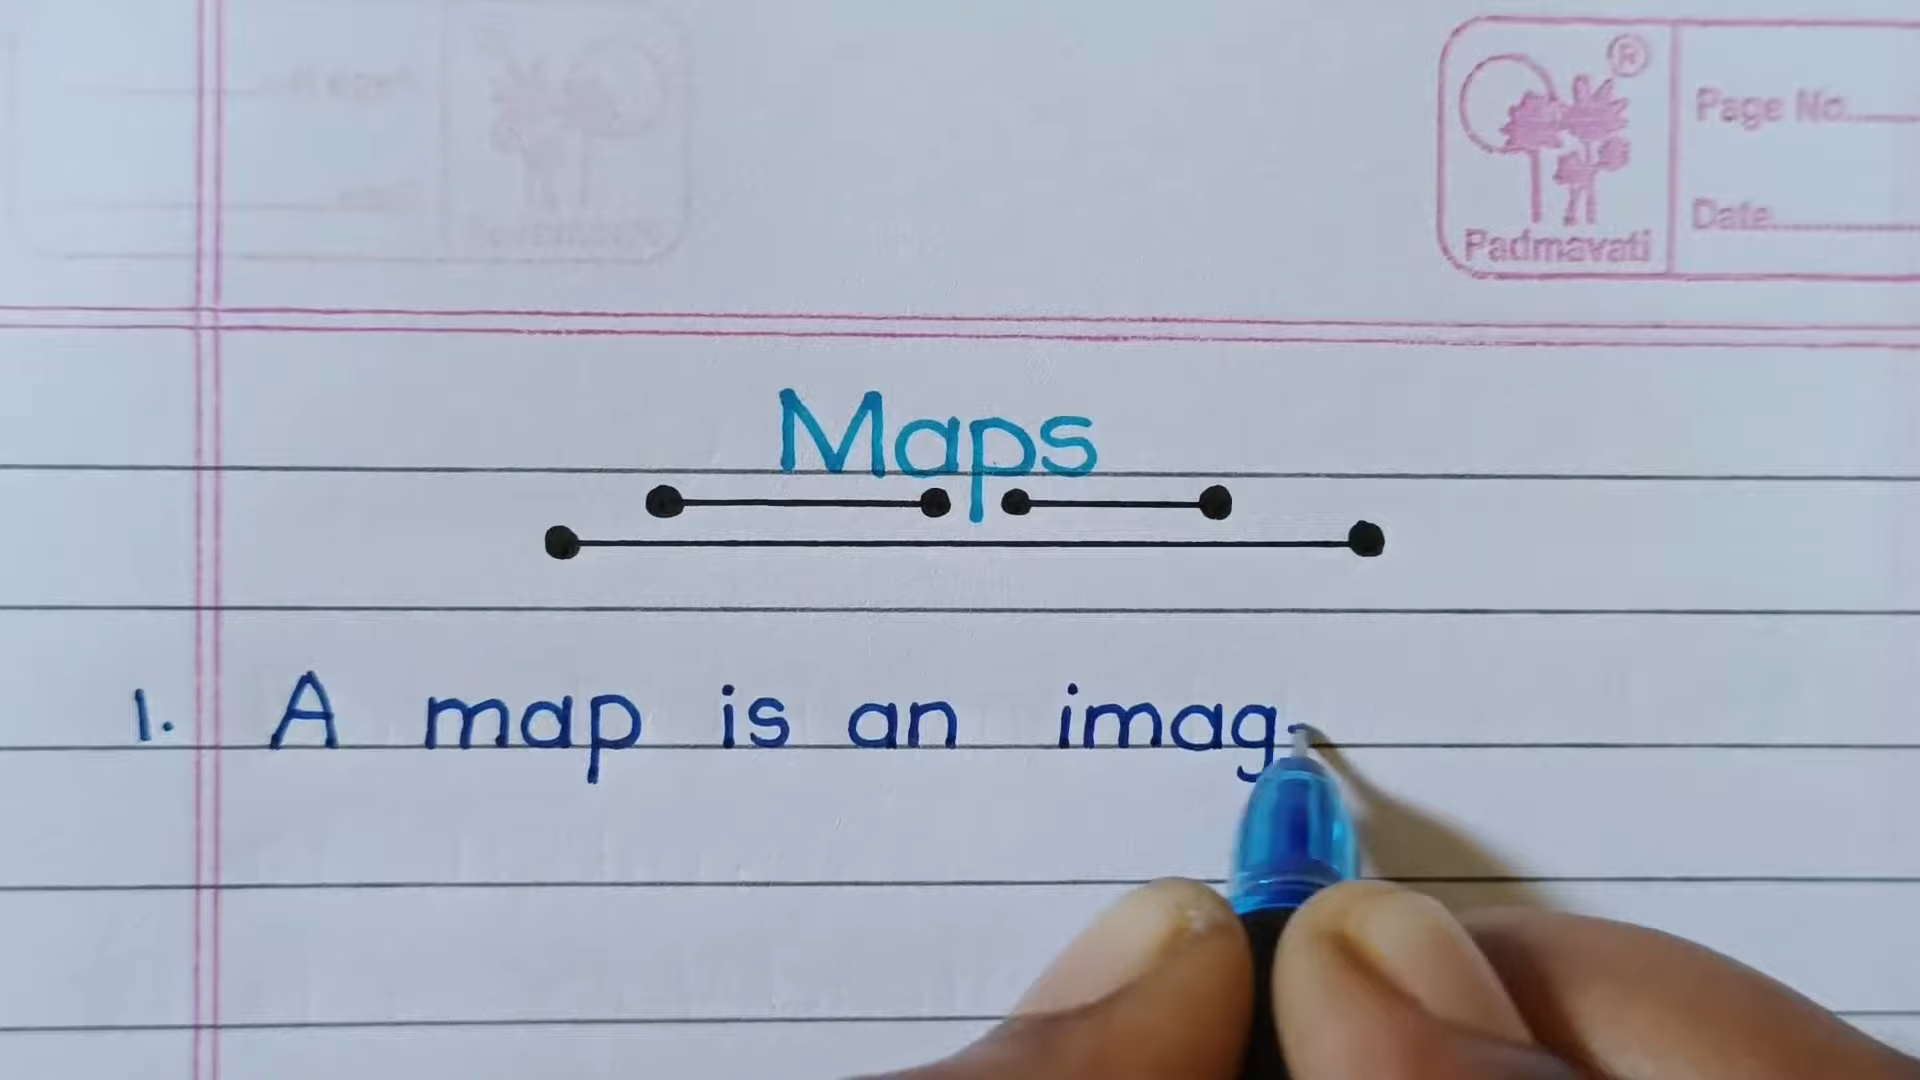 ®
Page No.
Padmavati
Date
Maps
1. A map is an imag